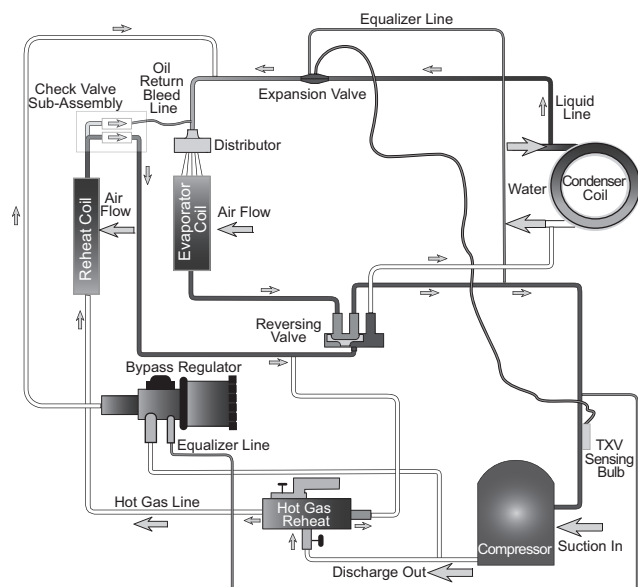 Equalizer Line
Oil
Return
Bleed
Line
Check Valve
Sub-Assembly
Expansion Valve
Liquid
Line
Distributor
Water
Condenser
Coil
Air
Flow
Reheat Coil
Evaporator
Coil
Air Flow
Reversing
Valve
Bypass Regulator
Equalizer Line
TXV
Sensing
Bulb
Hot Gas Line
Hot Gas
Reheat
Compressor
Suction In
Discharge Out